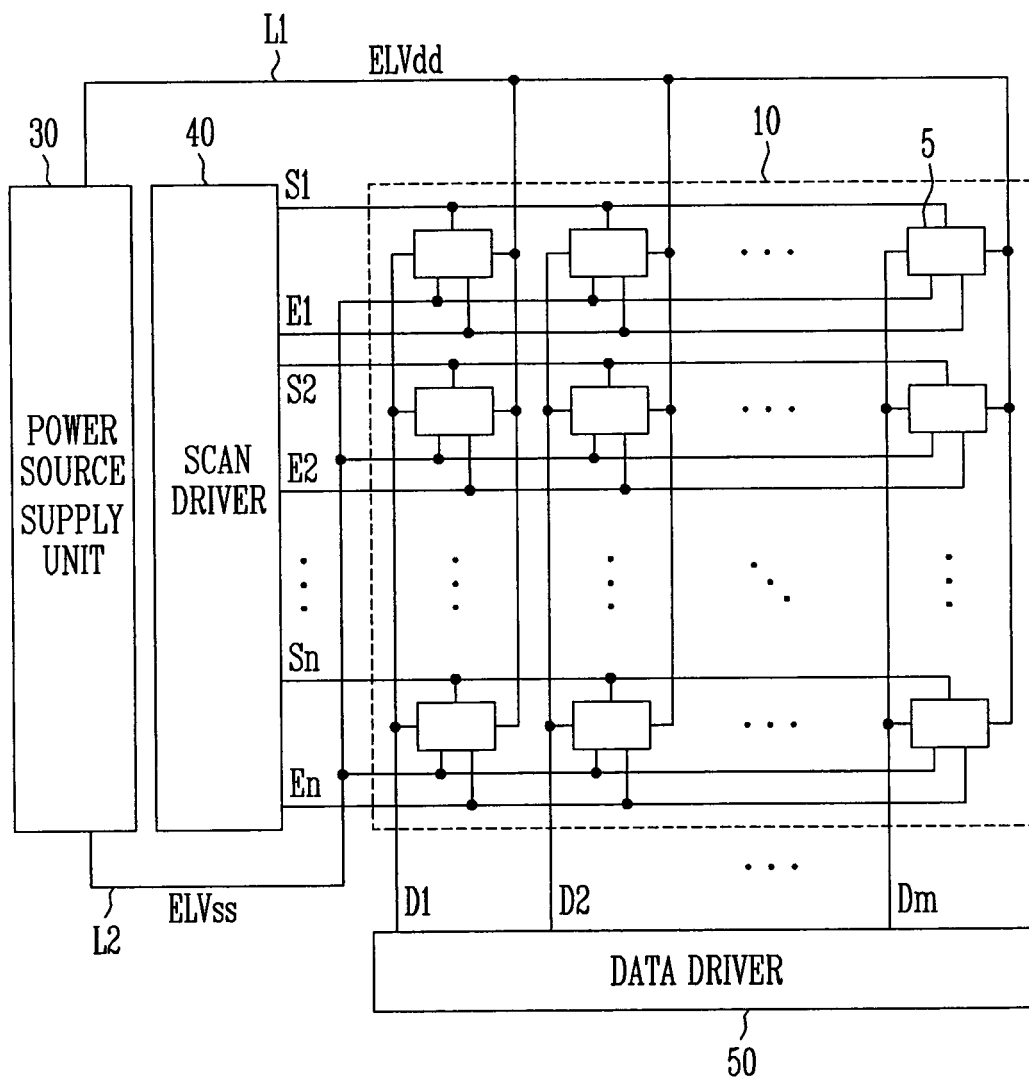 L1
ELVdd
30
40
10
5
S1
E1
S2
E2
POWER
SOURCE
SUPPLY
UNIT
SCAN
DRIVER
Sn
En
ELVss
L2
D1
D2
Dm
DATA DRIVER
50